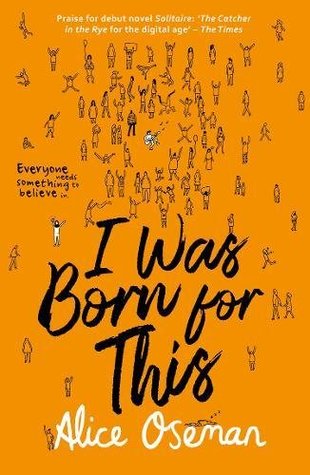 Praise for debut novel Solitaire: 'The Catcher
in the Rye for the digital age' – The Times
Everyone
needs
something to
believe in.
I Was
Born for
This
Alice Oseman